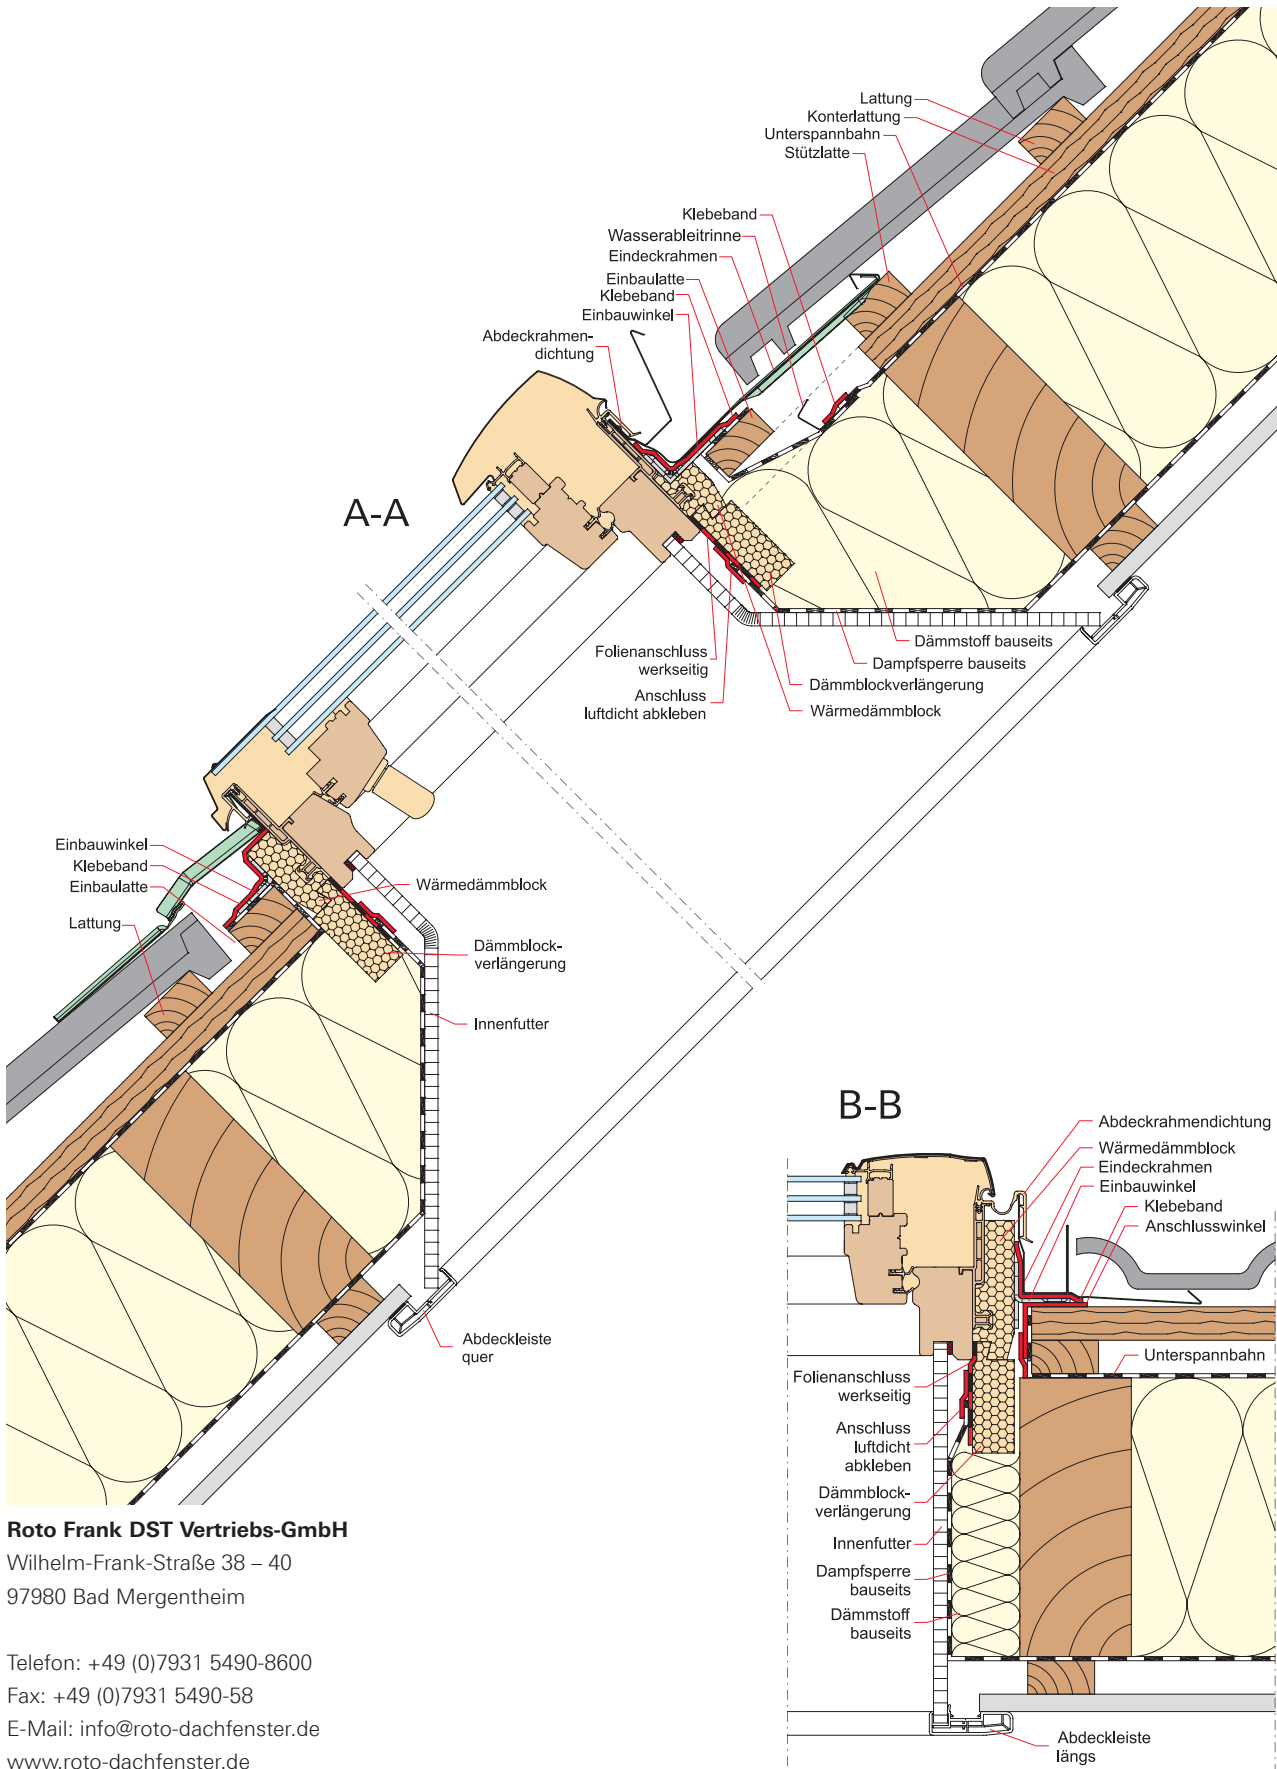 Lattung
Konterlattung
Unterspannbahn
Stützlatte
Klebeband
Wasserableitrinne
Eindeckrahmen
Einbaulatte
Klebeband
Einbauwinkel
Abdeckrahmen-
dichtung
A-A
Folienanschluss
werkseitig
Anschluss
luftdicht abkleben
Dämmstoff bauseits
Dampfsperre bauseits
Dämmblockverlängerung
Wärmedämmblock
Einbauwinkel
Klebeband
Einbaulatte
Lattung
Wärmedämmblock
Dämmblock-
verlängerung
Innenfutter
Abdeckleiste
quer
B-B
Abdeckrahmendichtung
Wärmedämmblock
Eindeckrahmen
Einbauwinkel
Klebeband
Anschlusswinkel
Unterspannbahn
Folienanschluss
werkseitig
Anschluss
luftdicht
abkleben
Dämmblock-
verlängerung
Innenfutter
Dampfsperre
bauseits
Dämmstoff
bauseits
Abdeckleiste
längs
Roto Frank DST Vertriebs-GmbH
Wilhelm-Frank-Straße 38 – 40
97980 Bad Mergentheim
Telefon: +49 (0)7931 5490-8600
Fax: +49 (0)7931 5490-58
E-Mail: info@roto-dachfenster.de
www.roto-dachfenster.de